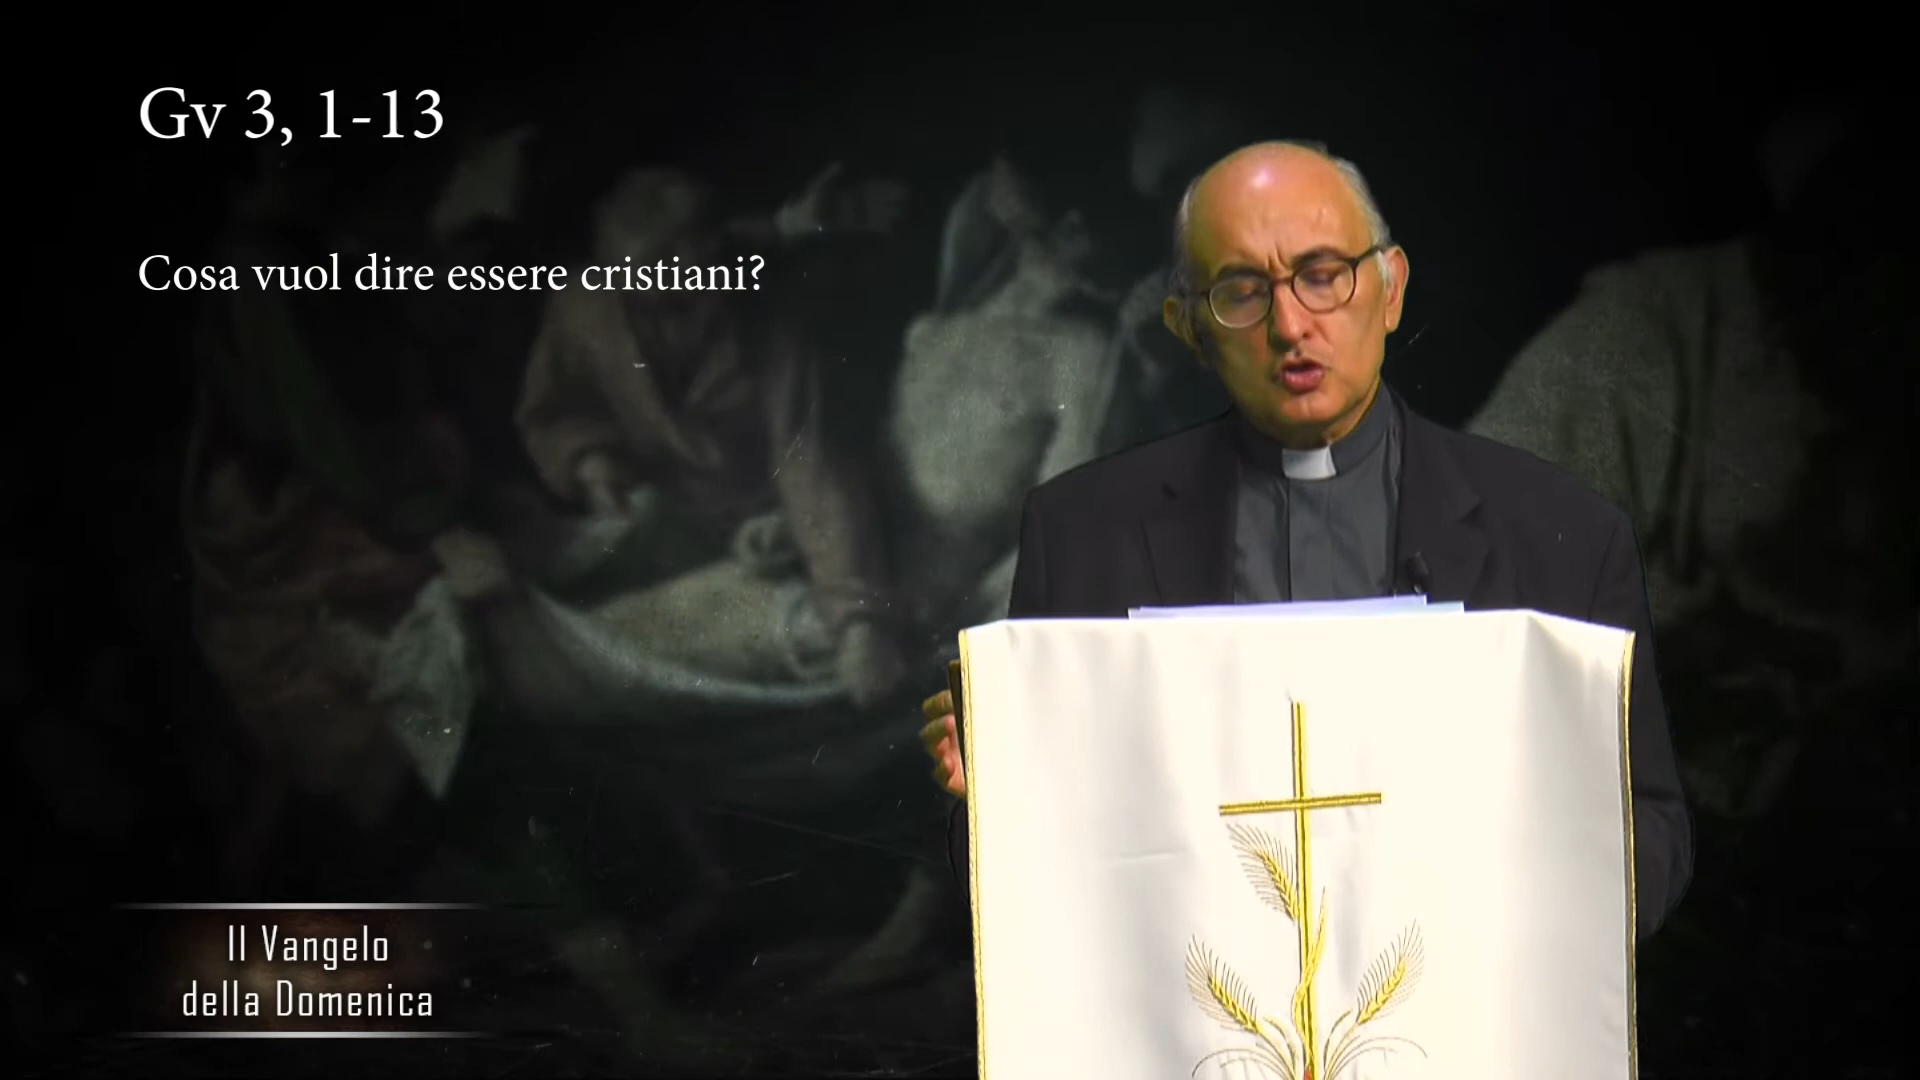 Gv 3, 1-13
Cosa vuol dire essere cristiani?
Il Vangelo
della Domenica